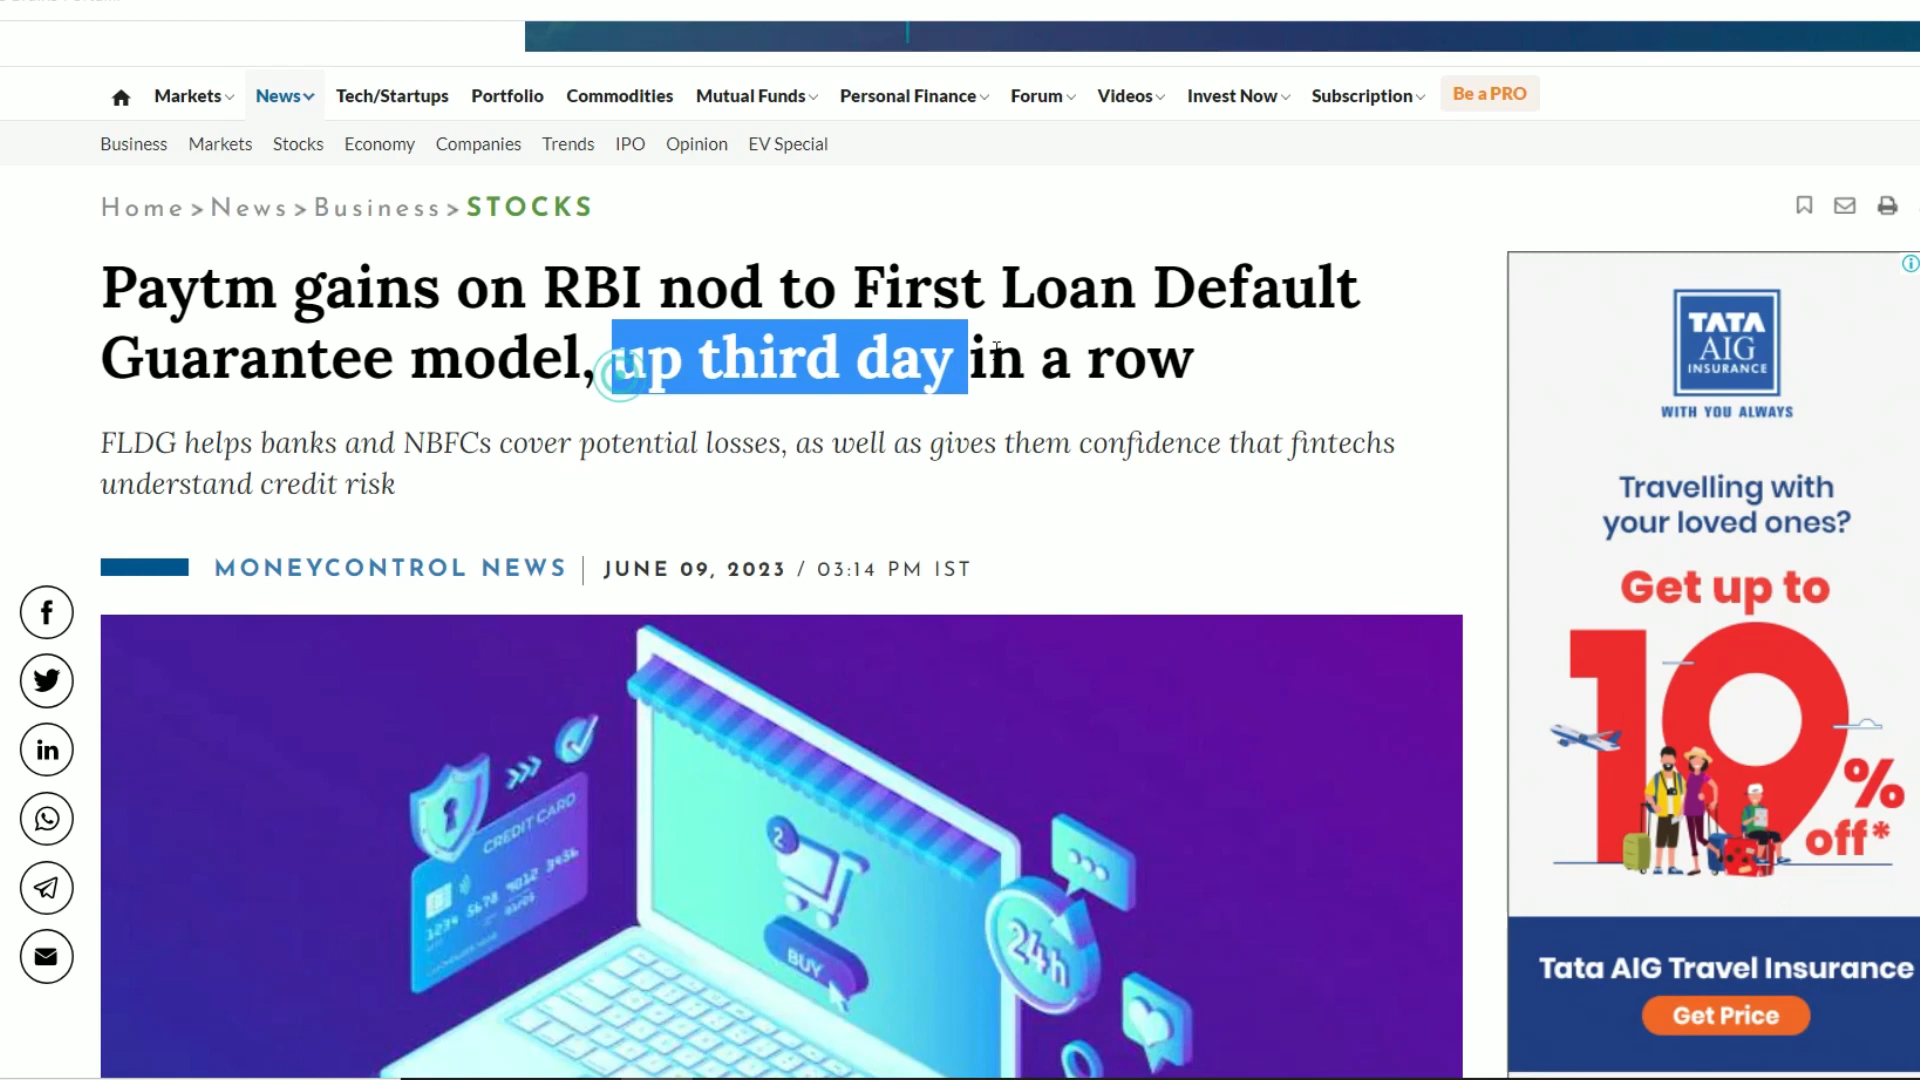 Markets News Tech/Startups Portfolio Commodities Mutual Funds Personal Finance Forum Videos Invest Now Subscription Be a PRO
Business Markets Stocks Economy Companies Trends IPO Opinion EV Special
Home > News > Business > STOCKS
Paytm gains on RBI nod to First Loan Default
Guarantee model, up third day in a row
FLDG helps banks and NBFCs cover potential losses, as well as gives them confidence that fintechs
understand credit risk
MONEYCONTROL NEWS | JUNE 09, 2023 / 03:14 PM IST
CREDIT CARD
1234 5678 9012 3456
2
BUY
24h
TATA
AIG
INSURANCE
WITH YOU ALWAYS
Travelling with
your loved ones?
Get up to
10
%
off*
Tata AIG Travel Insurance
Get Price